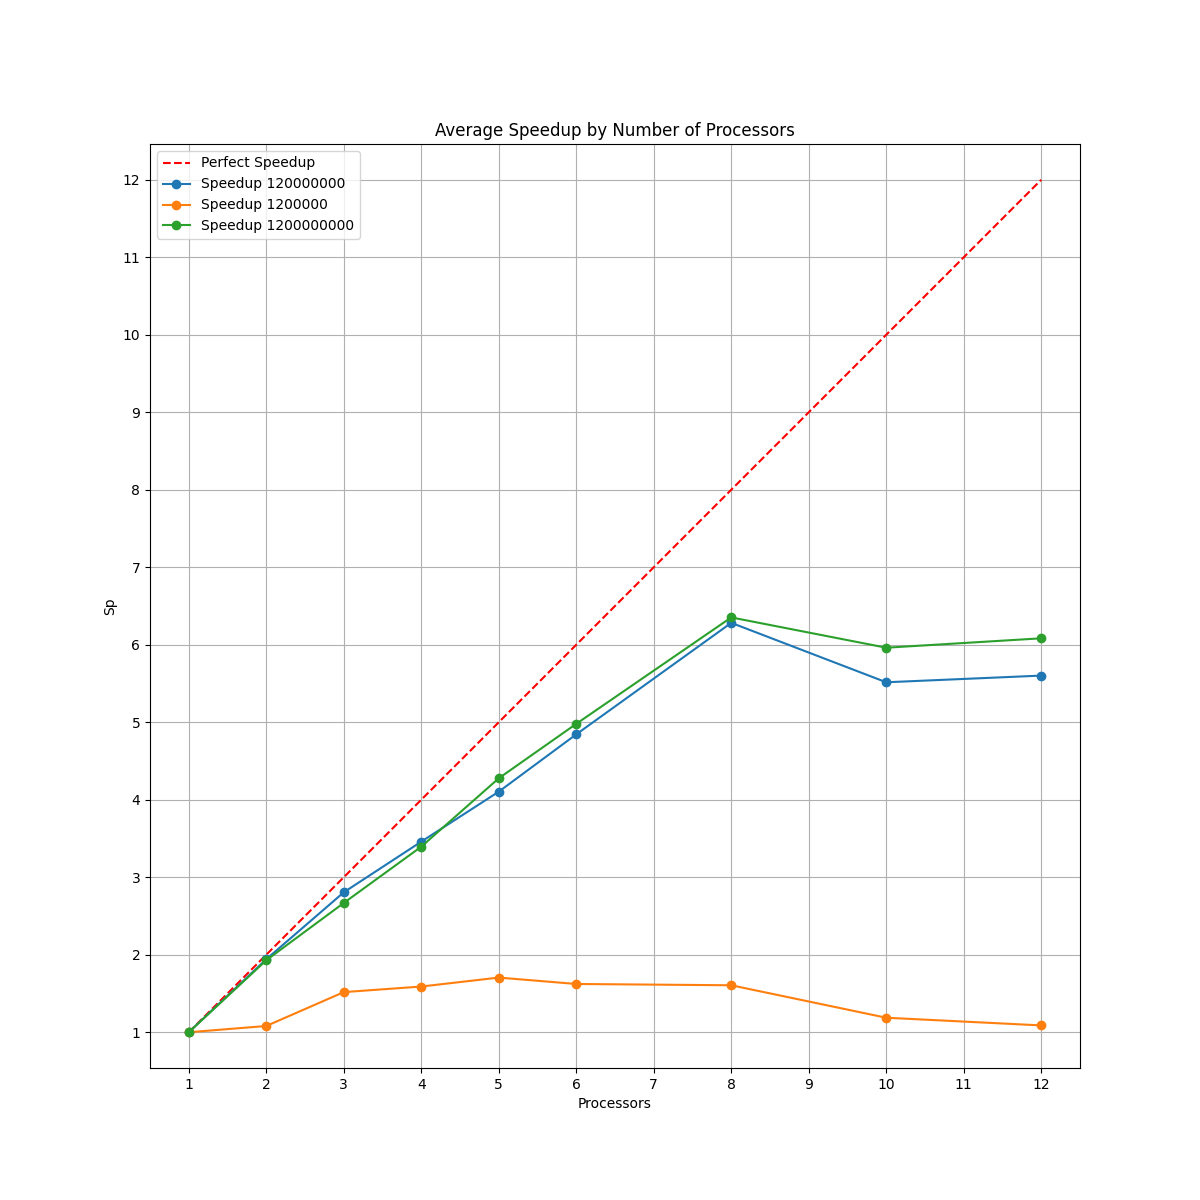 Average Speedup by Number of Processors
Perfect Speedup
Speedup 120000000
Speedup 1200000
Speedup 1200000000
12
11
10
9
8
7
6
5
4
3
2
1
Sp
1 2 3 4 5 6 7 8 9 10 11 12
Processors